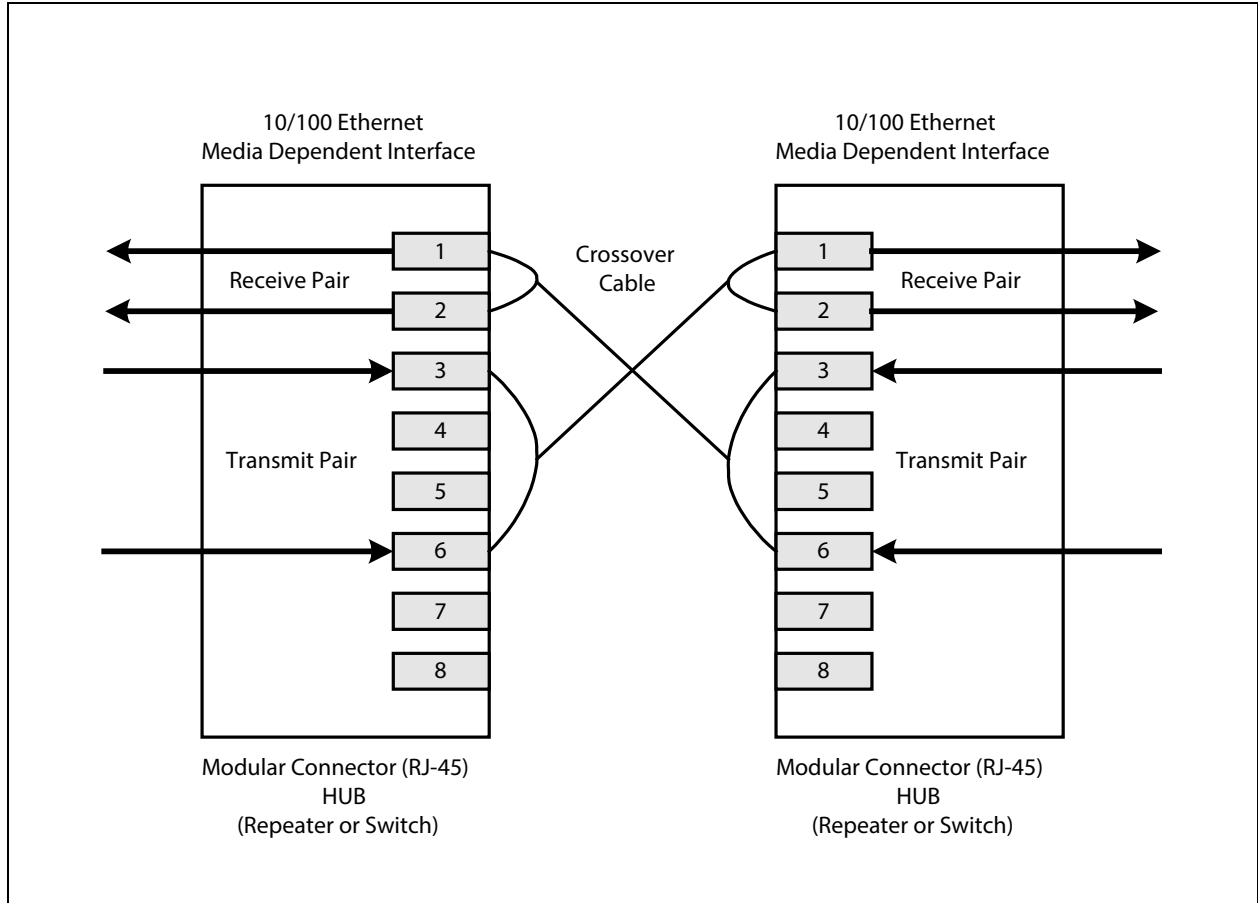 10/100 Ethernet
Media Dependent Interface
10/100 Ethernet
Media Dependent Interface
1
Receive Pair
2
3
4
Transmit Pair
5
6
7
8
Crossover
Cable
1
Receive Pair
2
3
4
Transmit Pair
5
6
7
8
Modular Connector (RJ-45)
HUB
(Repeater or Switch)
Modular Connector (RJ-45)
HUB
(Repeater or Switch)